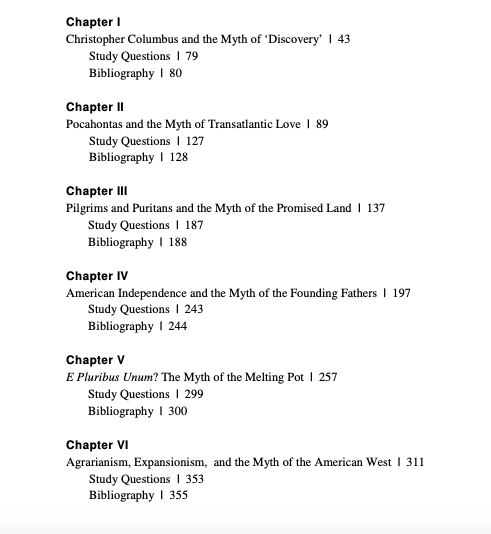 Chapter I
Christopher Columbus and the Myth of ‘Discovery’ | 43
Study Questions | 79
Bibliography | 80
Chapter II
Pocahontas and the Myth of Transatlantic Love | 89
Study Questions | 127
Bibliography | 128
Chapter III
Pilgrims and Puritans and the Myth of the Promised Land | 137
Study Questions | 187
Bibliography | 188
Chapter IV
American Independence and the Myth of the Founding Fathers | 197
Study Questions | 243
Bibliography | 244
Chapter V
E Pluribus Unum? The Myth of the Melting Pot | 257
Study Questions | 299
Bibliography | 300
Chapter VI
Agrarianism, Expansionism, and the Myth of the American West | 311
Study Questions | 353
Bibliography | 355